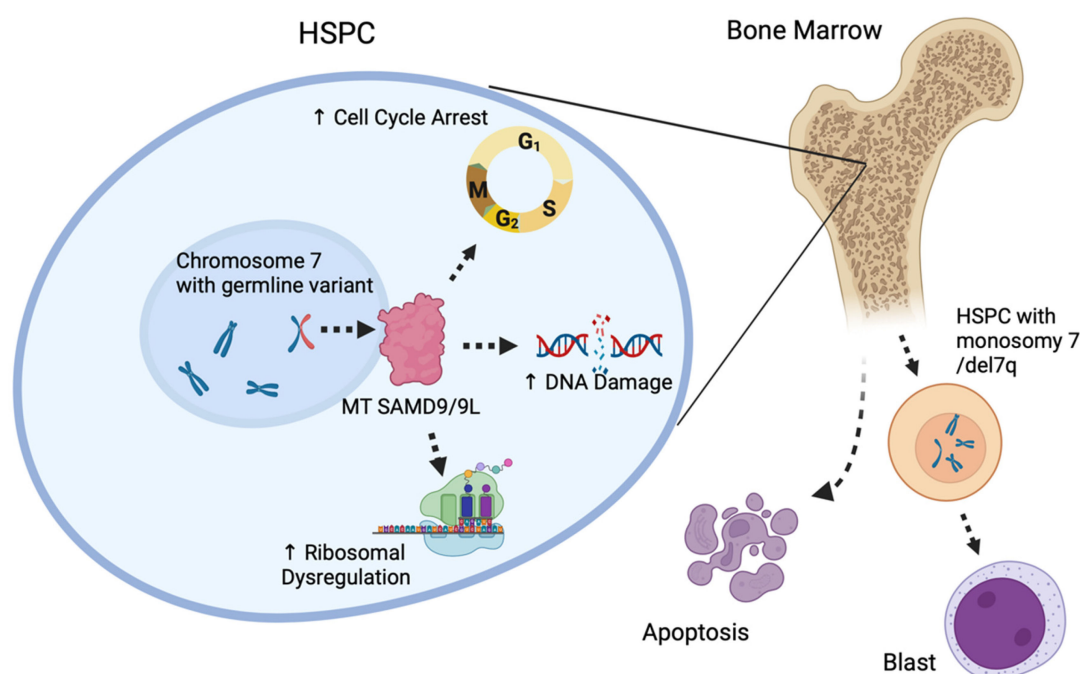 HSPC
Bone Marrow
↑ Cell Cycle Arrest
G1
M
S
G2
Chromosome 7
with germline variant
MT SAMD9/9L
↑ DNA Damage
↑ Ribosomal
Dysregulation
HSPC with
monosomy 7
/del7q
Apoptosis
Blast